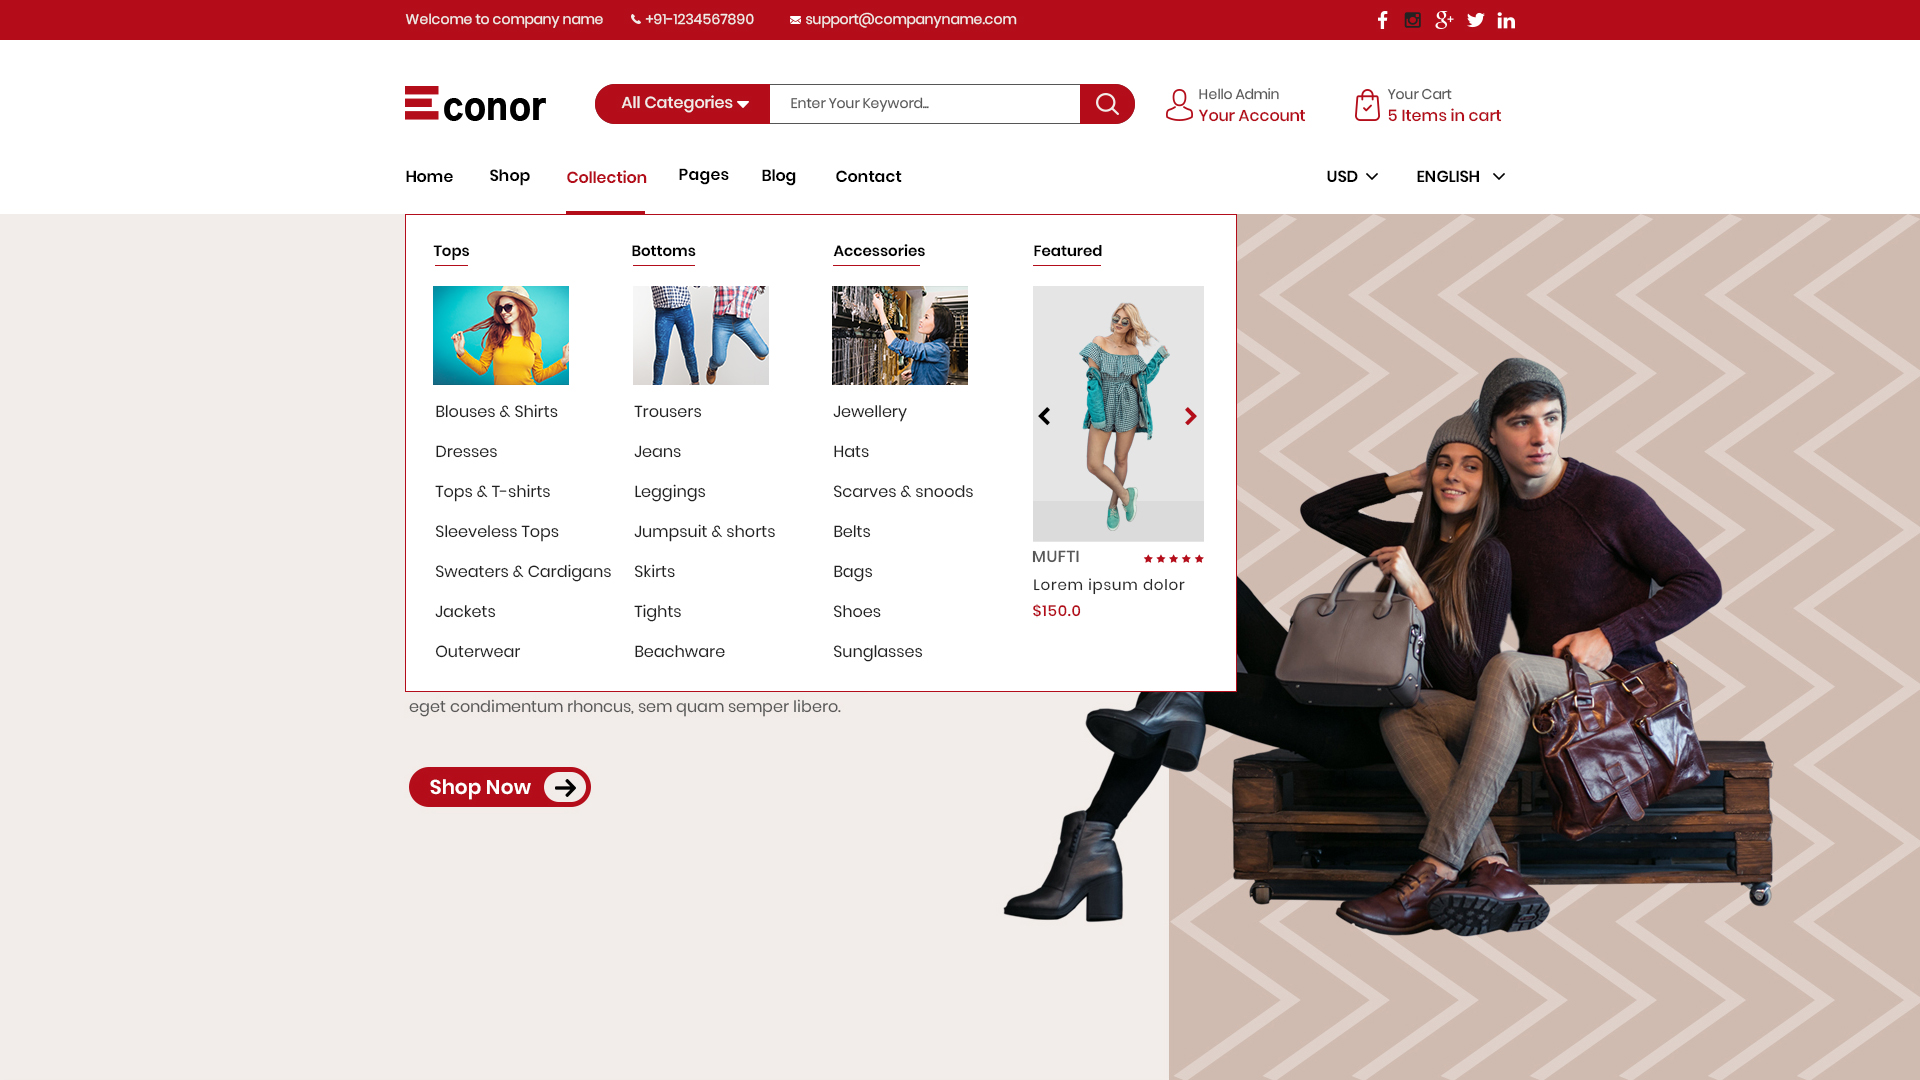 Welcome to company name +91-1234567890 support@companyname.com
Econor
All Categories Enter Your Keyword...
Hello Admin
Your Account
Your Cart
5 Items in cart
Home Shop Collection Pages Blog Contact USD ENGLISH
Tops
Blouses & Shirts
Dresses
Tops & T-shirts
Sleeveless Tops
Sweaters & Cardigans
Jackets
Outerwear
Bottoms
Trousers
Jeans
Leggings
Jumpsuit & shorts
Skirts
Tights
Beachware
Accessories
Jewellery
Hats
Scarves & snoods
Belts
Bags
Shoes
Sunglasses
Featured
MUFTI
Lorem ipsum dolor
$150.0
eget condimentum rhoncus, sem quam semper libero.
Shop Now